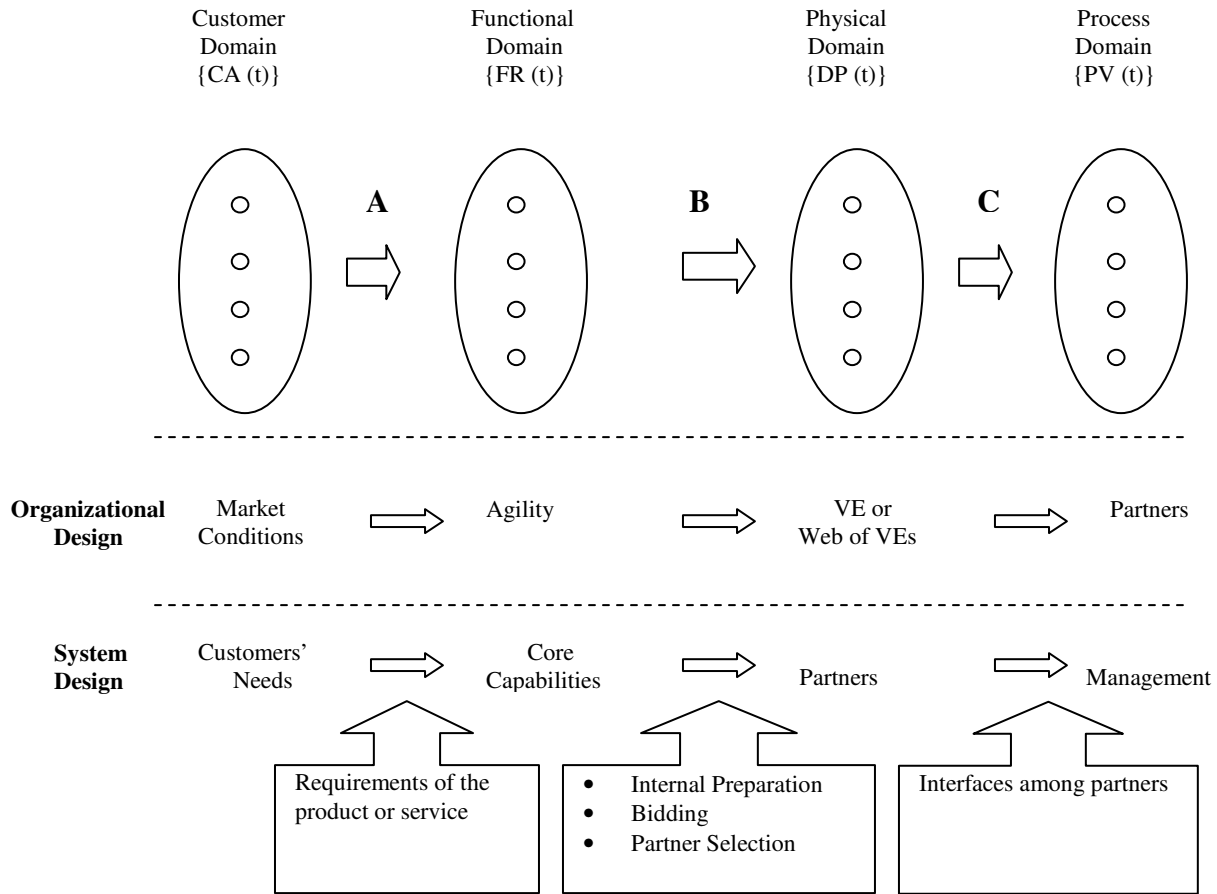 Customer
Domain
{CA (t)}
Functional
Domain
{FR (t)}
Physical
Domain
{DP (t)}
Process
Domain
{PV (t)}
A
B
C
Organizational
Design
Market
Conditions
Agility
VE or
Web of VEs
Partners
System
Design
Customers’
Needs
Core
Capabilities
Partners
Management
Requirements of the
product or service
• Internal Preparation
• Bidding
• Partner Selection
Interfaces among partners